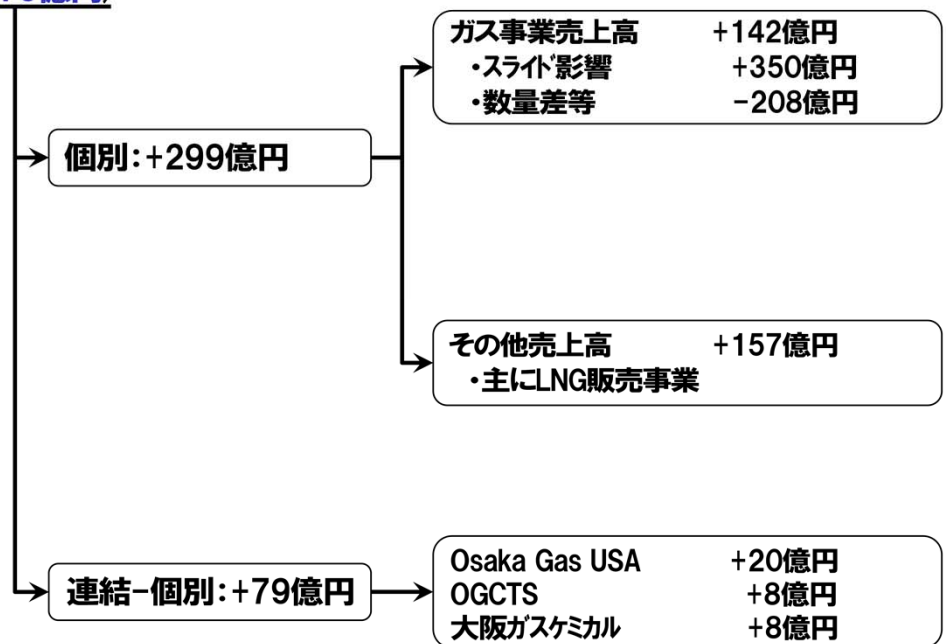 ガス事業売上高 +142億円
・スライド影響 +350億円
・数量差等 -208億円
個別:+299億円
その他売上高 +157億円
・主にLNG販売事業
連結-個別:+79億円
Osaka Gas USA +20億円
OGCTS +8億円
大阪ガスケミカル +8億円